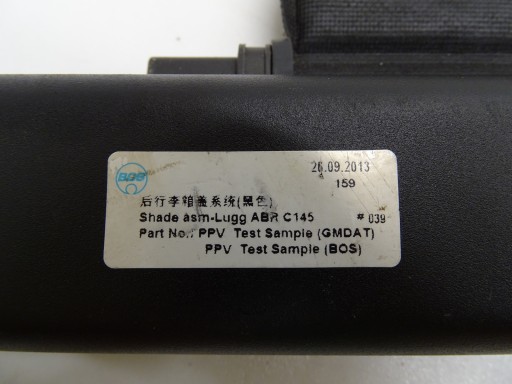 BOS
26.09.2013
159
后行李箱盖系统(黑色)
Shade asm-Lugg ABR C145 # 039
Part No.: PPV Test Sample (GMDAT)
PPV Test Sample (BOS)